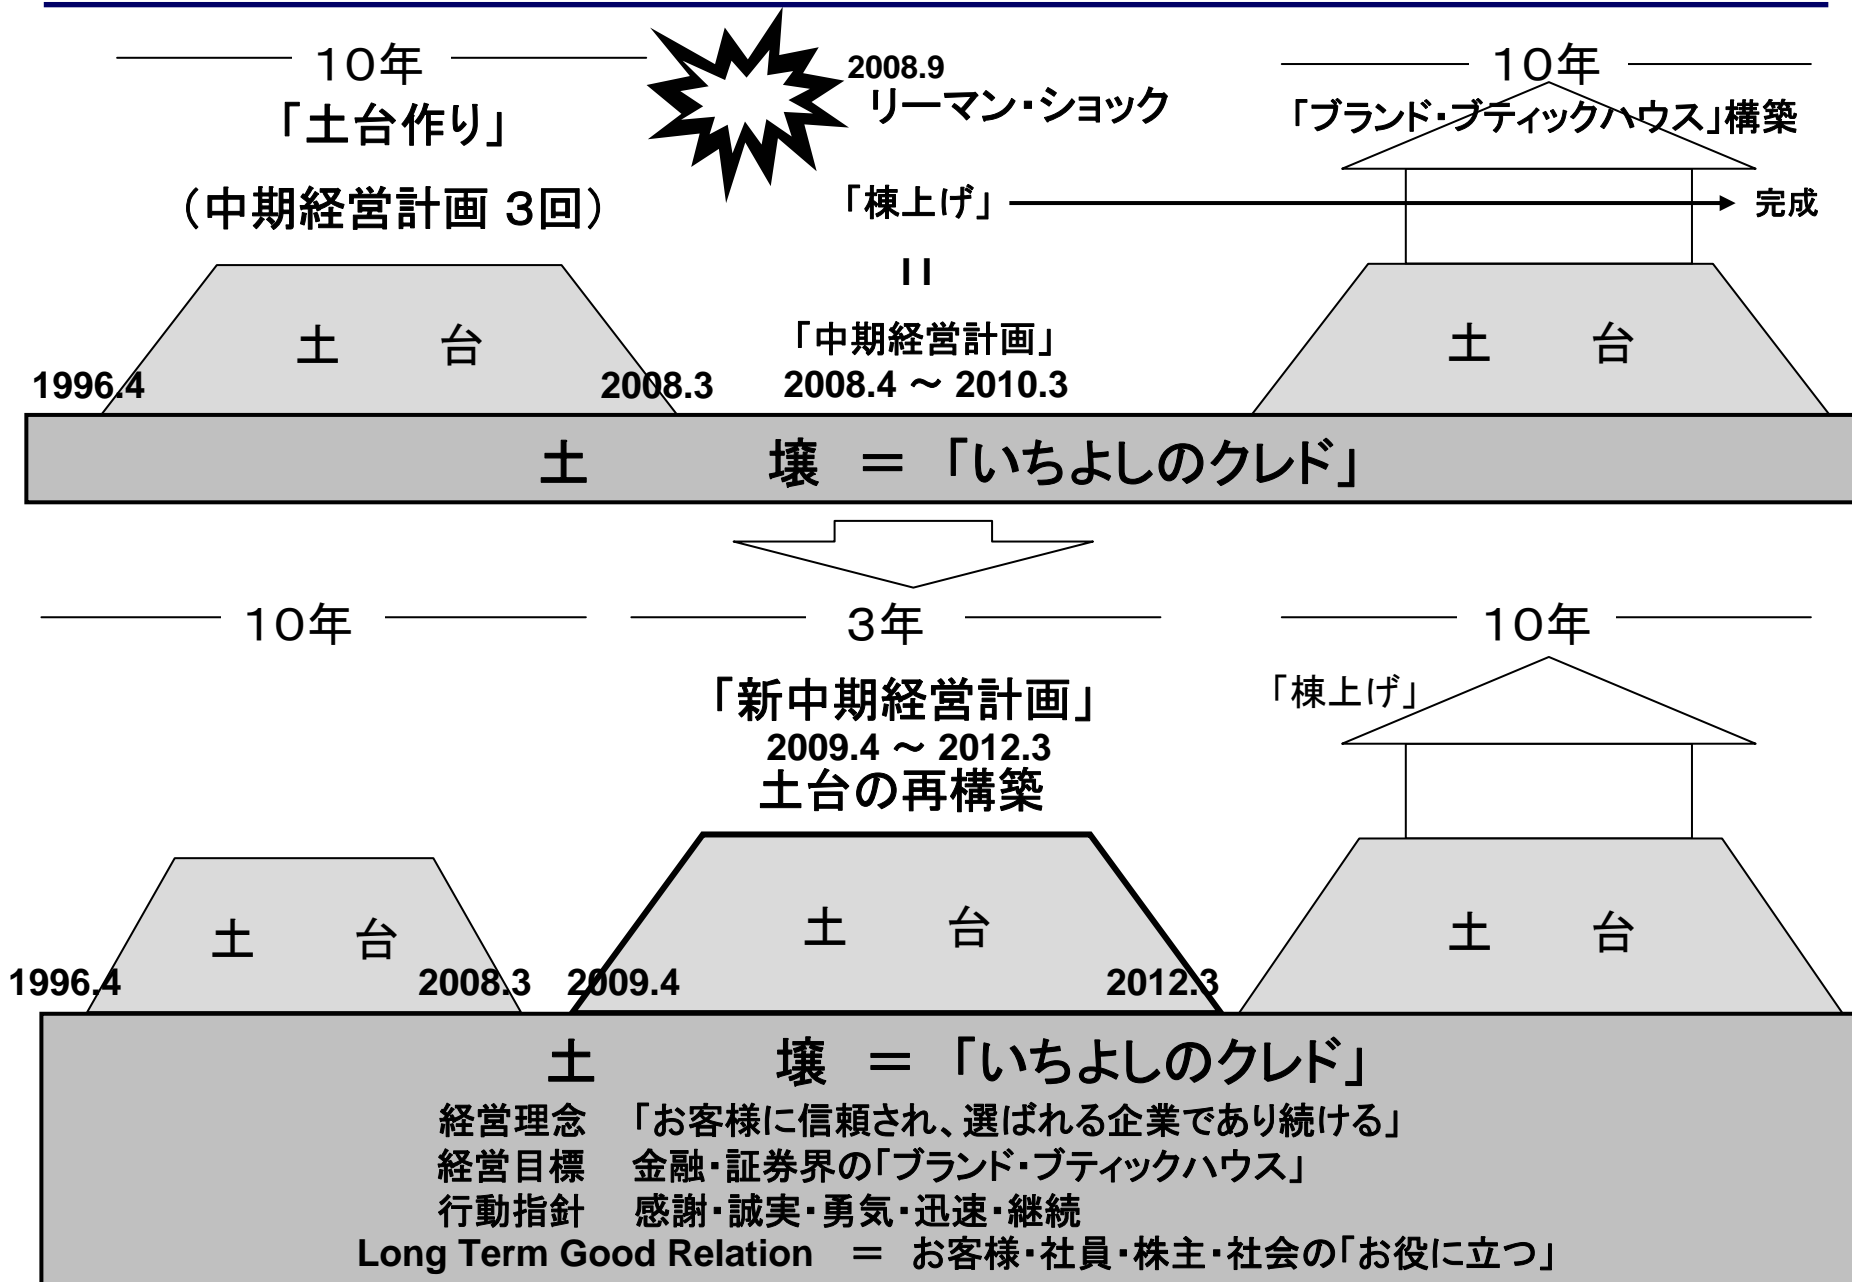 10年
「土台作り」
（中期経営計画 3回）
2008.9
リーマン・ショック
10年
「ブランド・ブティックハウス」構築
「棟上げ」
完成
＝
「中期経営計画」
2008.4 ～ 2010.3
土 台
1996.4
2008.3
土 台
土 壌 ＝ 「いちよしのクレド」
10年
3年
10年
「新中期経営計画」
2009.4 ～ 2012.3
土台の再構築
「棟上げ」
土 台
1996.4
2008.3
土 台
2009.4
2012.3
土 台
土 壌 ＝ 「いちよしのクレド」
経営理念 「お客様に信頼され、選ばれる企業であり続ける」
経営目標 金融・証券界の「ブランド・ブティックハウス」
行動指針 感謝・誠実・勇気・迅速・継続
Long Term Good Relation ＝ お客様・社員・株主・社会の「お役に立つ」